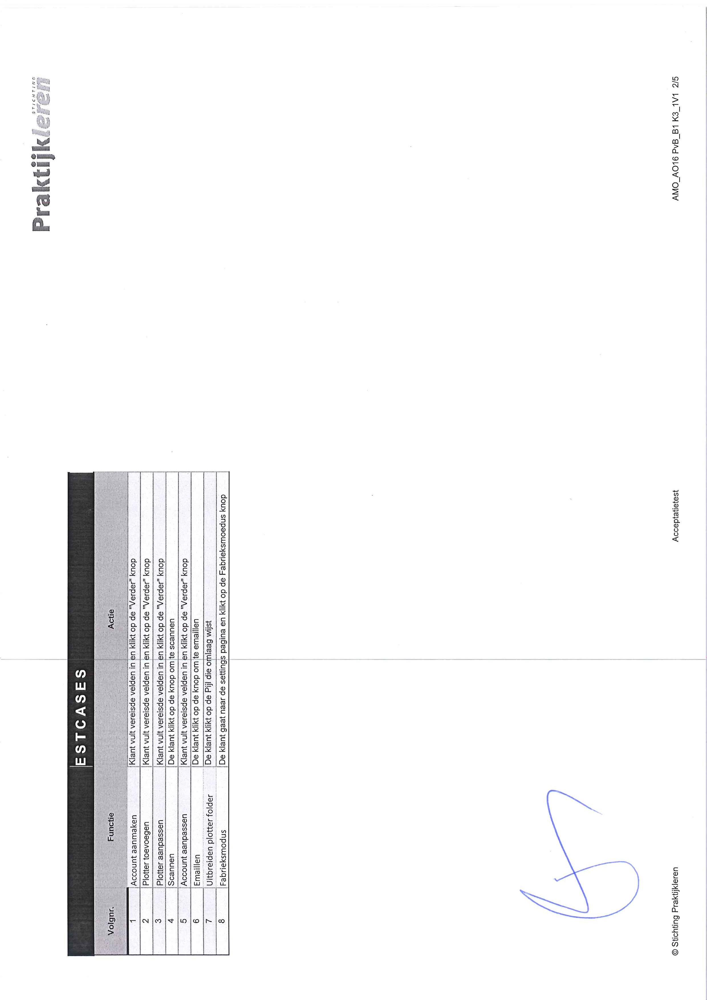 STICHTING
Praktijkleren
ESTCASES
Volgnr. Functie Actie
1 Account aanmaken Klant vult vereisde velden in en klikt op de "Verder" knop
2 Plotter toevoegen Klant vult vereisde velden in en klikt op de "Verder" knop
3 Plotter aanpassen Klant vult vereisde velden in en klikt op de "Verder" knop
4 Scannen De klant klikt op de knop om te scannen
5 Account aanpassen Klant vult vereisde velden in en klikt op de "Verder" knop
6 Emaillen De klant klikt op de knop om te emaillen
7 Uitbreiden plotter folder De klant klikt op de Pijl die omlaag wijst
8 Fabrieksmodus De klant gaat naar de settings pagina en klikt op de Fabrieksmoedus knop
© Stichting Praktijkleren Acceptatietest AMO_AO16 PvB_B1 K3_1V1 2/5